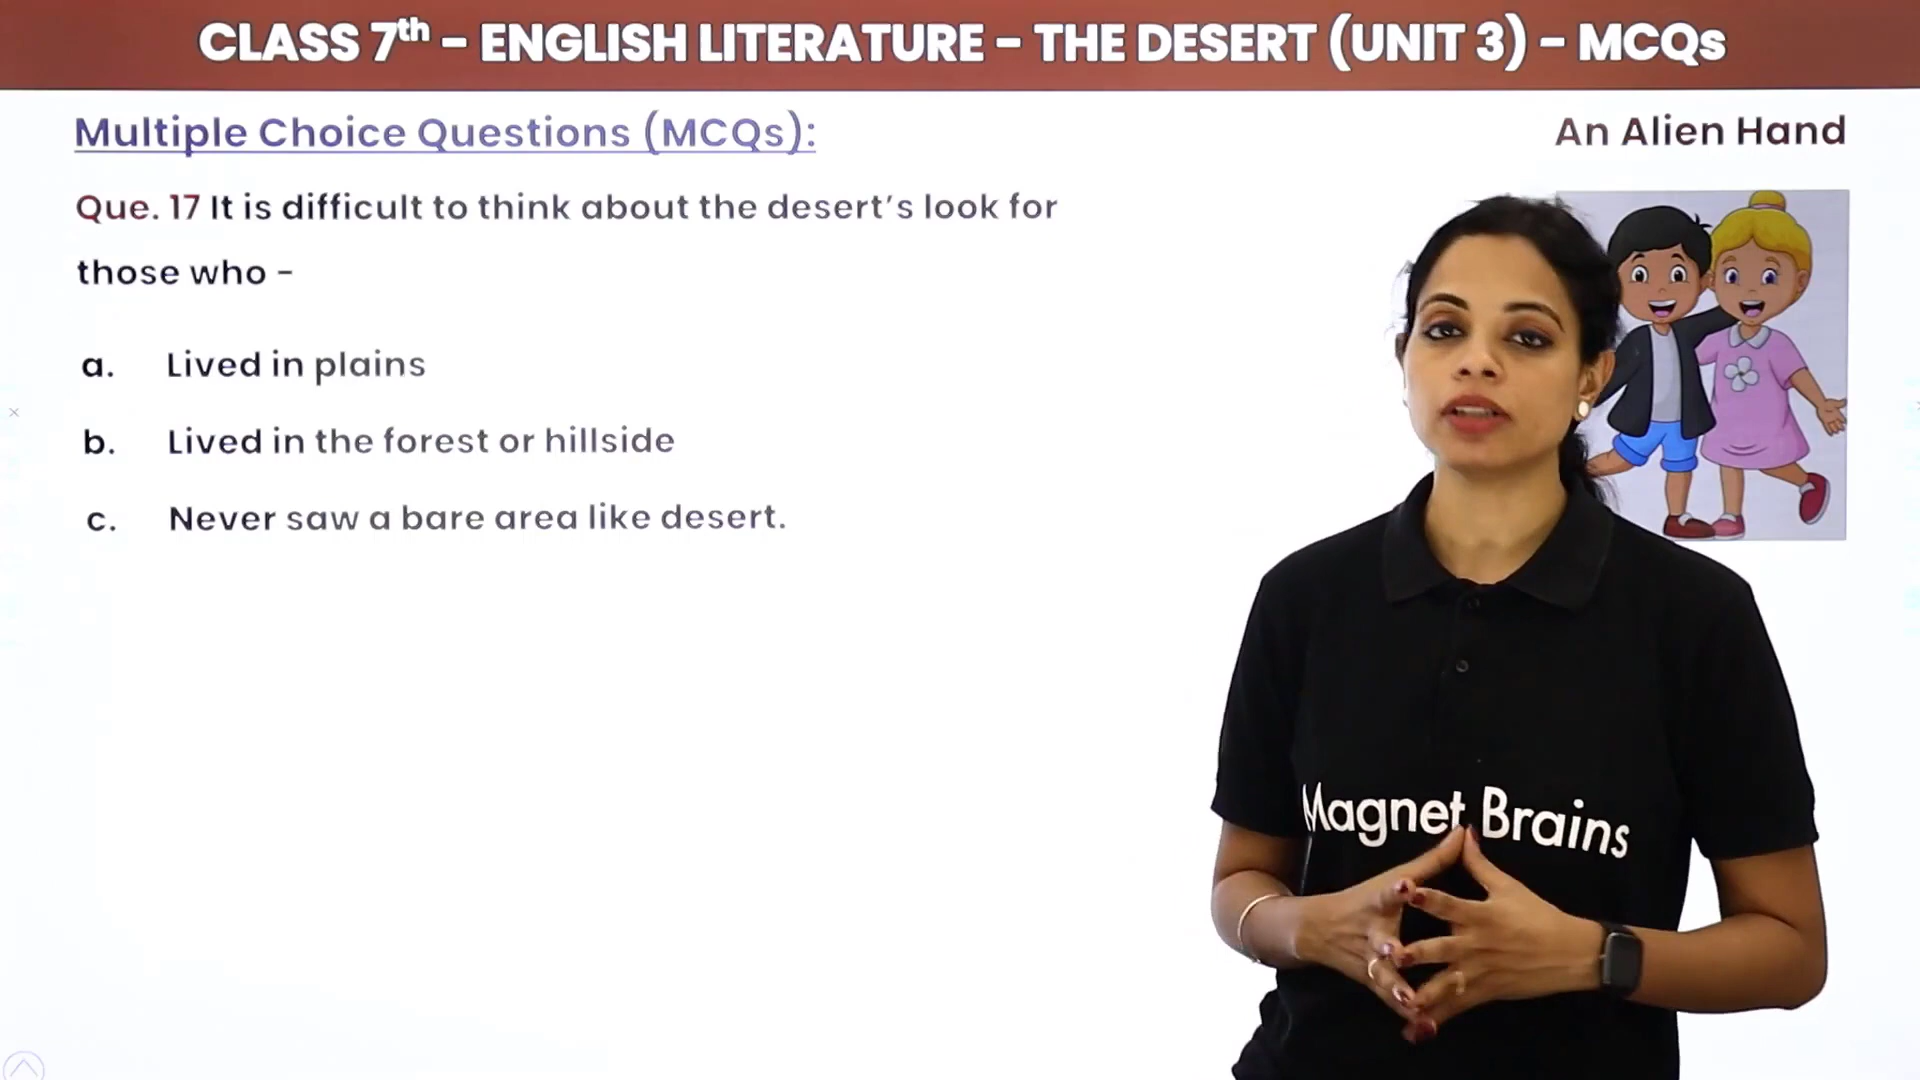 CLASS 7th - ENGLISH LITERATURE - THE DESERT (UNIT 3) - MCQs
Multiple Choice Questions (MCQs):
An Alien Hand
Que. 17 It is difficult to think about the desert's look for
those who -
a. Lived in plains
b. Lived in the forest or hillside
c. Never saw a bare area like desert.
Magnet Brains